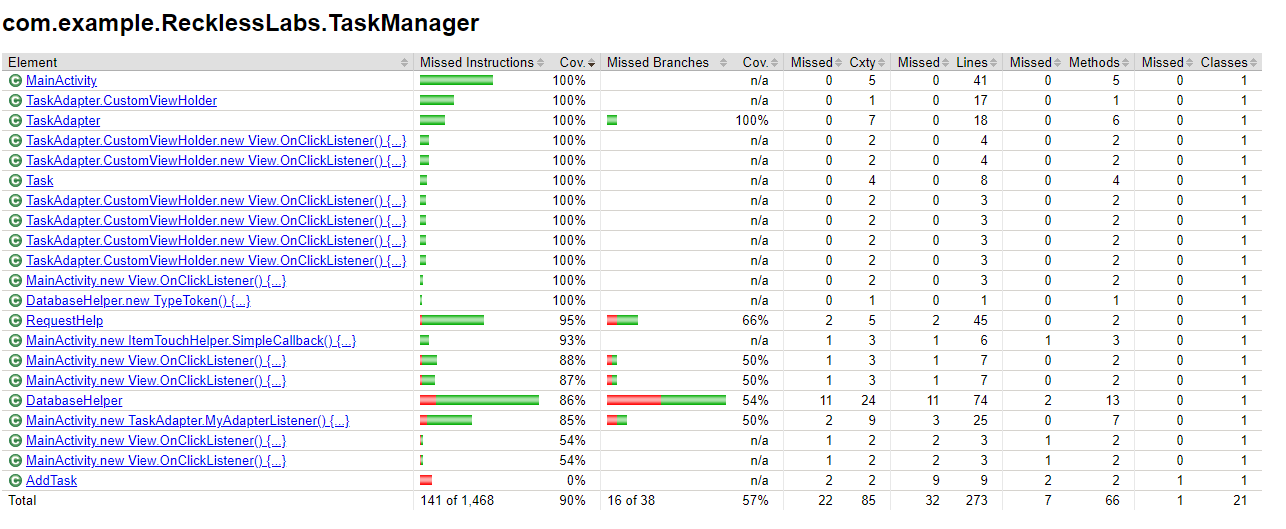 com.example.RecklessLabs.TaskManager
Element Missed Instructions Cov. Missed Branches Cov. Missed Cxty Missed Lines Missed Methods Missed Classes
C MainActivity 100% n/a 0 5 0 41 0 5 0 1
C TaskAdapter.CustomViewHolder 100% n/a 0 1 0 17 0 1 0 1
C TaskAdapter 100% 100% 0 7 0 18 0 6 0 1
C TaskAdapter.CustomViewHolder.new View.OnClickListener() {...} 100% n/a 0 2 0 4 0 2 0 1
C TaskAdapter.CustomViewHolder.new View.OnClickListener() {...} 100% n/a 0 2 0 4 0 2 0 1
C Task 100% n/a 0 4 0 8 0 4 0 1
C TaskAdapter.CustomViewHolder.new View.OnClickListener() {...} 100% n/a 0 2 0 3 0 2 0 1
C TaskAdapter.CustomViewHolder.new View.OnClickListener() {...} 100% n/a 0 2 0 3 0 2 0 1
C TaskAdapter.CustomViewHolder.new View.OnClickListener() {...} 100% n/a 0 2 0 3 0 2 0 1
C TaskAdapter.CustomViewHolder.new View.OnClickListener() {...} 100% n/a 0 2 0 3 0 2 0 1
C MainActivity.new View.OnClickListener() {...} 100% n/a 0 2 0 3 0 2 0 1
C DatabaseHelper.new TypeToken() {...} 100% n/a 0 1 0 1 0 1 0 1
C RequestHelp 95% 66% 2 5 2 45 0 2 0 1
C MainActivity.new ItemTouchHelper.SimpleCallback() {...} 93% n/a 1 3 1 6 1 3 0 1
C MainActivity.new View.OnClickListener() {...} 88% 50% 1 3 1 7 0 2 0 1
C MainActivity.new View.OnClickListener() {...} 87% 50% 1 3 1 7 0 2 0 1
C DatabaseHelper 86% 54% 11 24 11 74 2 13 0 1
C MainActivity.new TaskAdapter.MyAdapterListener() {...} 85% 50% 2 9 3 25 0 7 0 1
C MainActivity.new View.OnClickListener() {...} 54% n/a 1 2 2 3 1 2 0 1
C MainActivity.new View.OnClickListener() {...} 54% n/a 1 2 2 3 1 2 0 1
C AddTask 0% n/a 2 2 9 9 2 2 1 1
Total 141 of 1,468 90% 16 of 38 57% 22 85 32 273 7 66 1 21